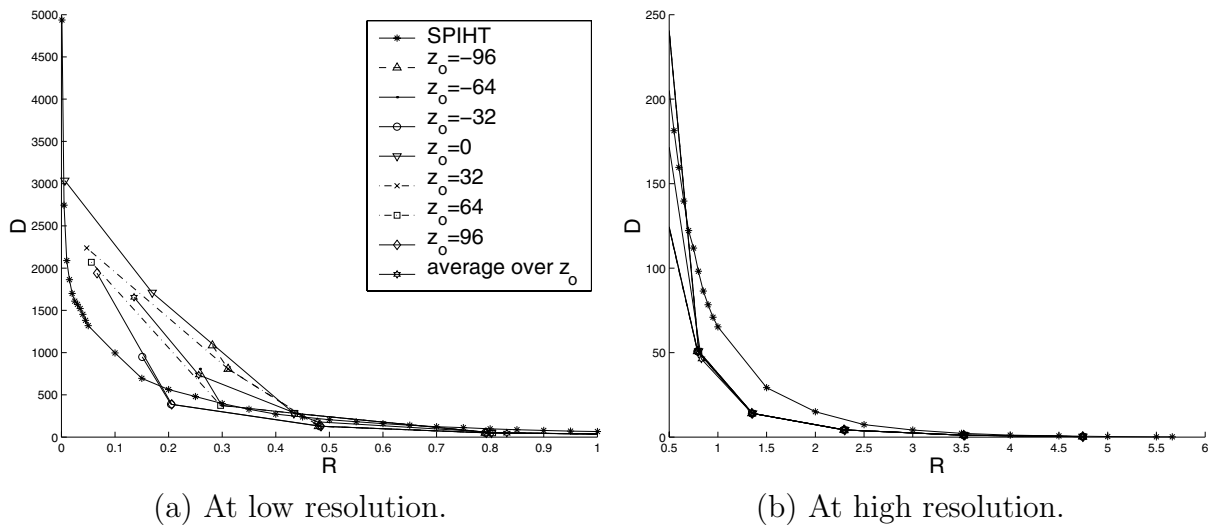 5000
4500
4000
3500
3000
2500
2000
1500
1000
500
0
D
0 0.1 0.2 0.3 0.4 0.5 0.6 0.7 0.8 0.9 1
R
SPIHT
z_o=-96
z_o=-64
z_o=-32
z_o=0
z_o=32
z_o=64
z_o=96
average over z_o
(a) At low resolution.
250
200
150
100
50
0
D
0.5 1 1.5 2 2.5 3 3.5 4 4.5 5 5.5 6
R
(b) At high resolution.